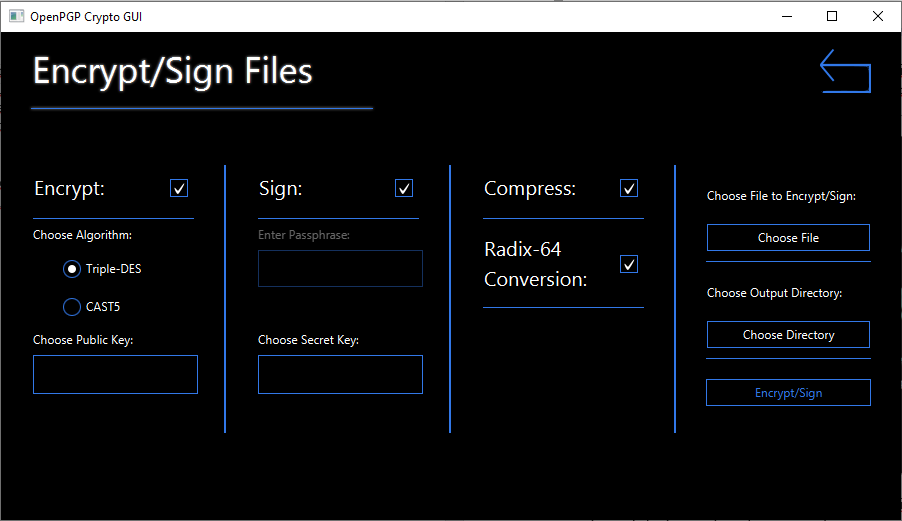 OpenPGP Crypto GUI
Encrypt/Sign Files
Encrypt:
Choose Algorithm:
Triple-DES
CAST5
Choose Public Key:
Sign:
Enter Passphrase:
Choose Secret Key:
Compress:
Radix-64
Conversion:
Choose File to Encrypt/Sign:
Choose File
Choose Output Directory:
Choose Directory
Encrypt/Sign